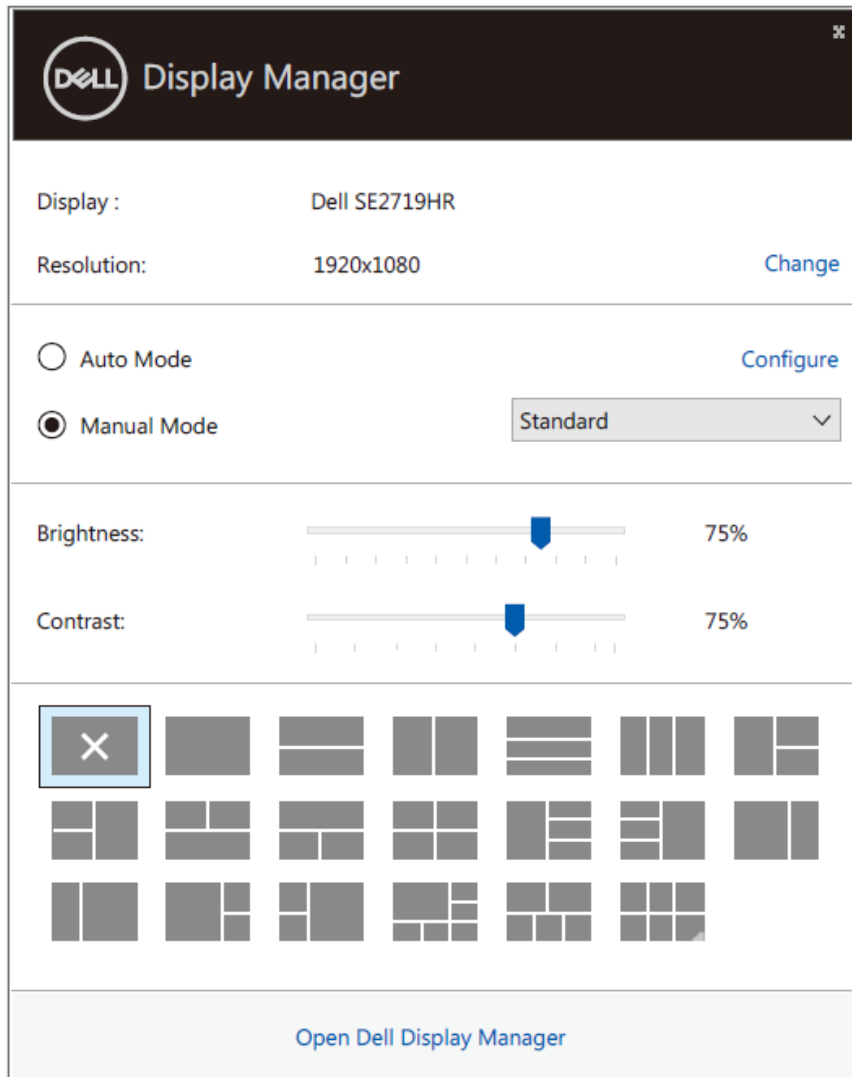 DELL Display Manager
Display : Dell SE2719HR
Resolution: 1920x1080 Change
Auto Mode Configure
Manual Mode Standard
Brightness: 75%
Contrast: 75%
Open Dell Display Manager